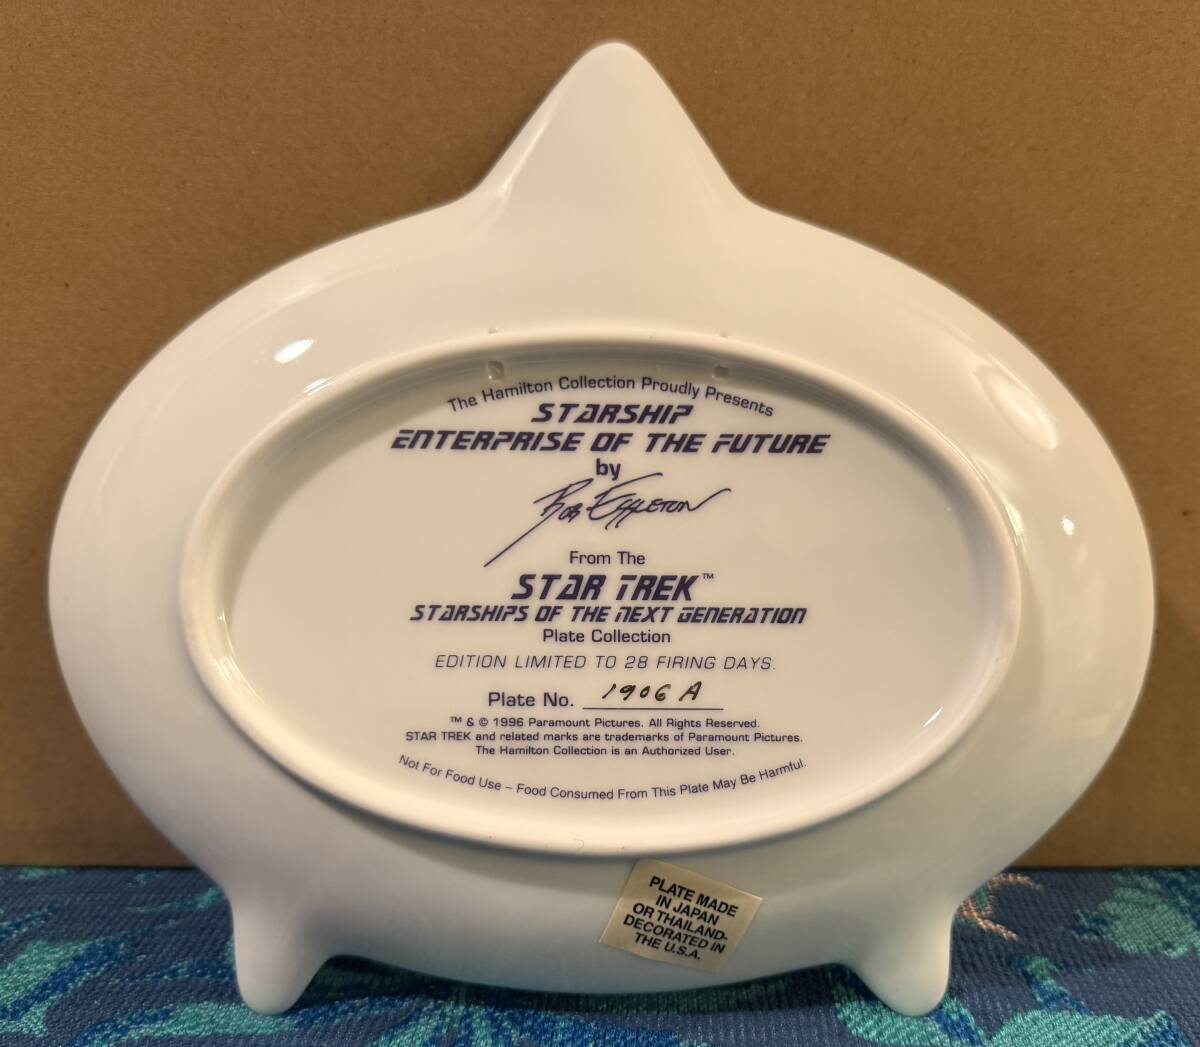 The Hamilton Collection Proudly Presents
STARSHIP
ENTERPRISE OF THE FUTURE
by
Bob Eggleton
From The
STAR TREK™
STARSHIPS OF THE NEXT GENERATION
Plate Collection
EDITION LIMITED TO 28 FIRING DAYS.
Plate No. 1906 A
™ & © 1996 Paramount Pictures. All Rights Reserved.
STAR TREK and related marks are trademarks of Paramount Pictures.
The Hamilton Collection is an Authorized User.
Not For Food Use – Food Consumed From This Plate May Be Harmful.
PLATE MADE
IN JAPAN
OR THAILAND-
DECORATED IN
THE U.S.A.